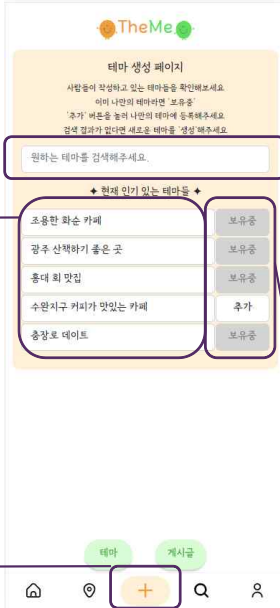 TheMe
테마 생성 페이지
사람들이 작성하고 있는 테마들을 확인해보세요
이미 나만의 테마라면 '보유중'
'추가' 버튼을 눌러 나만의 테마에 등록해주세요
검색 결과가 없다면 새로운 테마를 '생성'해주세요
원하는 테마를 검색해주세요.
✦ 현재 인기 있는 테마들 ✦
조용한 화순 카페 보유중
광주 산책하기 좋은 곳 보유중
홍대 회 맛집 보유중
수완지구 커피가 맛있는 카페 추가
충장로 데이트 보유중
테마 게시글